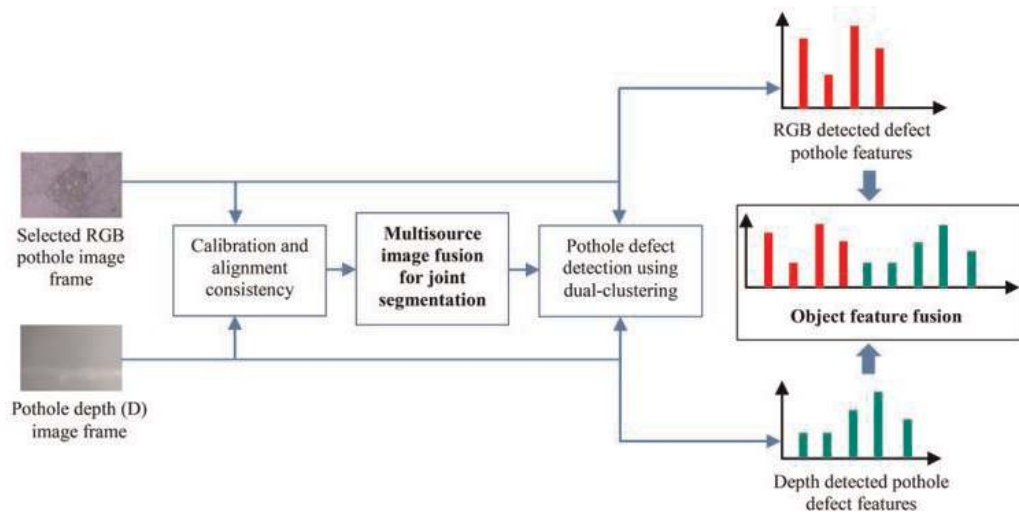 RGB detected defect
pothole features
Selected RGB
pothole image
frame
Calibration and
alignment
consistency
Multisource
image fusion
for joint
segmentation
Pothole defect
detection using
dual-clustering
Object feature fusion
Pothole depth (D)
image frame
Depth detected pothole
defect features